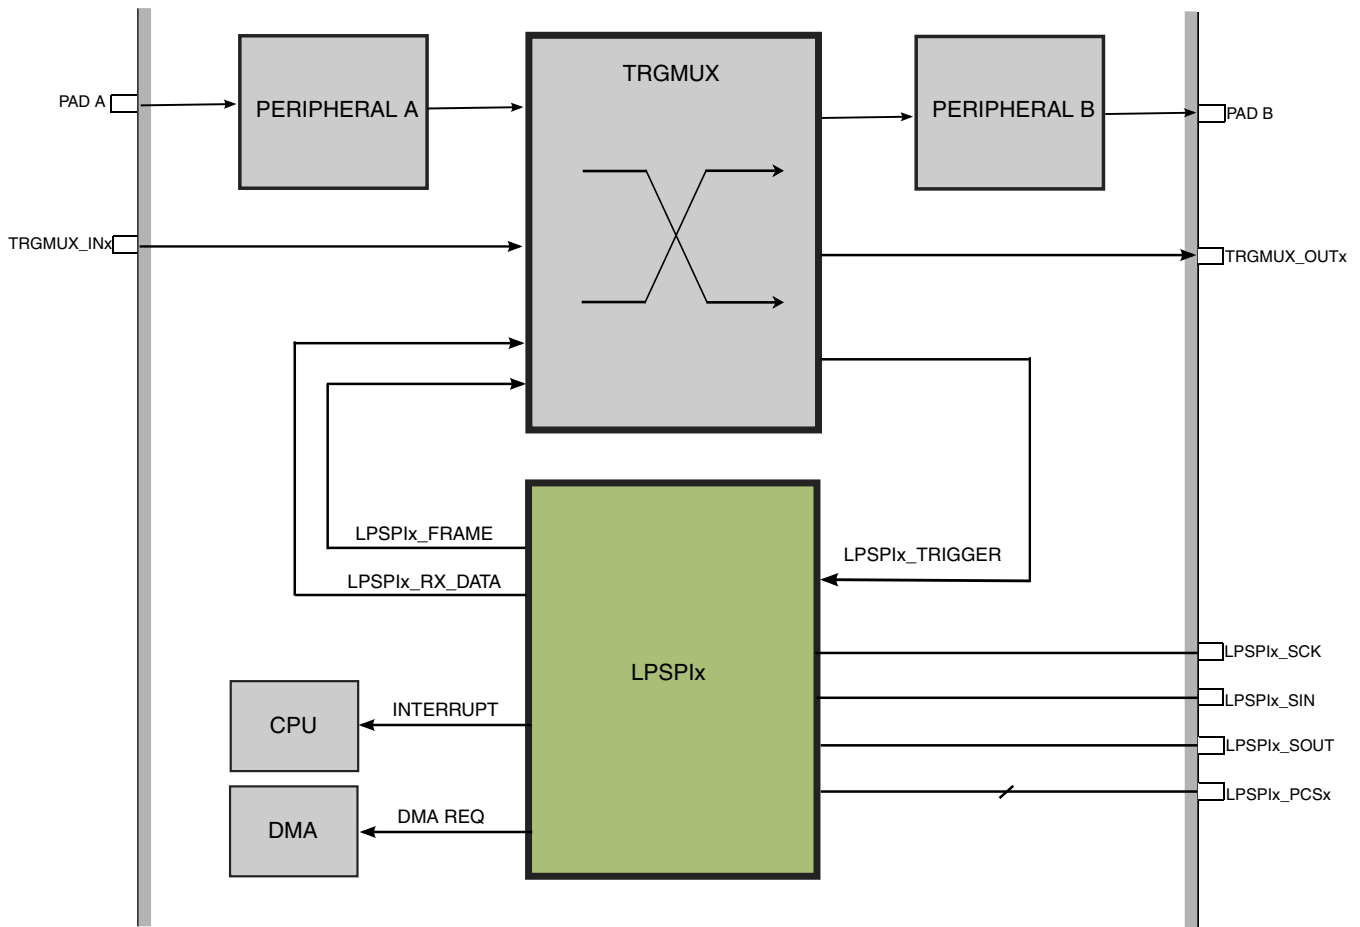 TRGMUX
PAD A
PERIPHERAL A
PERIPHERAL B
PAD B
TRGMUX_INx
TRGMUX_OUTx
LPSPIx_FRAME
LPSPIx_TRIGGER
LPSPIx_RX_DATA
LPSPIx_SCK
LPSPIx
LPSPIx_SIN
INTERRUPT
CPU
LPSPIx_SOUT
LPSPIx_PCSx
DMA REQ
DMA